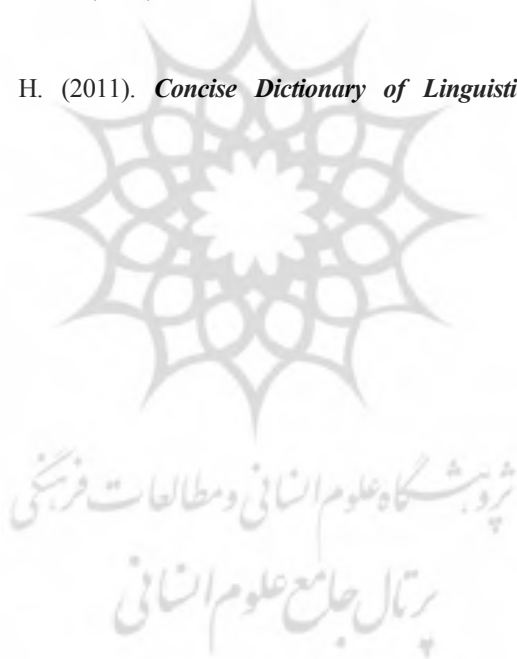 H. (2011). Concise Dictionary of Linguisti
پژوهشگاه علوم انسانی و مطالعات فرهنگی
پرتال جامع علوم انسانی